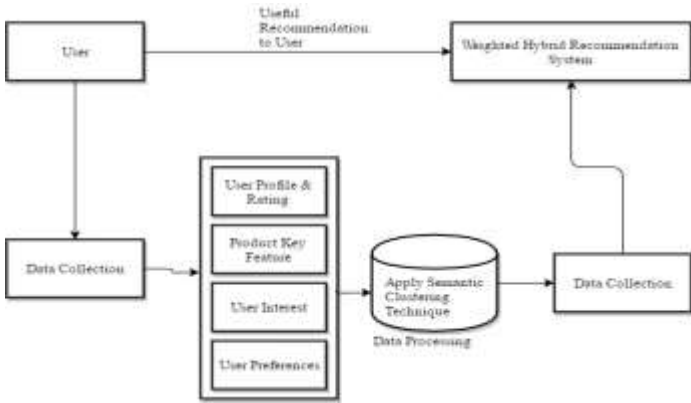 Useful
Recommendation
to User
User
Weighted Hybrid Recommendation
System
User Profile &
Rating
Product Key
Feature
User Interest
User Preferences
Data Collection
Apply Semantic
Clustering
Technique
Data Processing
Data Collection